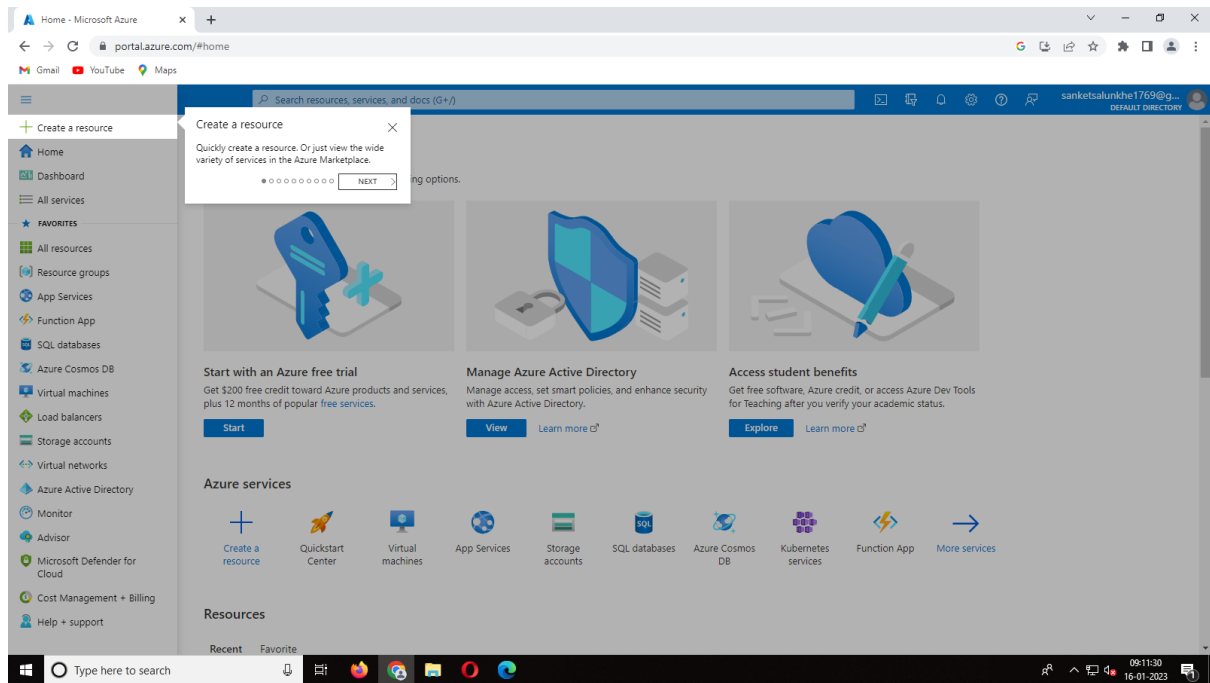 Home - Microsoft Azure
portal.azure.com/#home
Gmail YouTube Maps
Search resources, services, and docs (G+/)
sanketsalunkhe1769@g...
DEFAULT DIRECTORY
Create a resource
Home
Dashboard
All services
FAVORITES
All resources
Resource groups
App Services
Function App
SQL databases
Azure Cosmos DB
Virtual machines
Load balancers
Storage accounts
Virtual networks
Azure Active Directory
Monitor
Advisor
Microsoft Defender for
Cloud
Cost Management + Billing
Help + support
Create a resource
Quickly create a resource. Or just view the wide
variety of services in the Azure Marketplace.
NEXT
ing options.
Start with an Azure free trial
Get $200 free credit toward Azure products and services,
plus 12 months of popular free services.
Start
Manage Azure Active Directory
Manage access, set smart policies, and enhance security
with Azure Active Directory.
View Learn more
Access student benefits
Get free software, Azure credit, or access Azure Dev Tools
for Teaching after you verify your academic status.
Explore Learn more
Azure services
SQL
Create a
resource
Quickstart
Center
Virtual
machines
App Services
Storage
accounts
SQL databases
Azure Cosmos
DB
Kubernetes
services
Function App
More services
Resources
Recent Favorite
Type here to search
09:11:30
16-01-2023